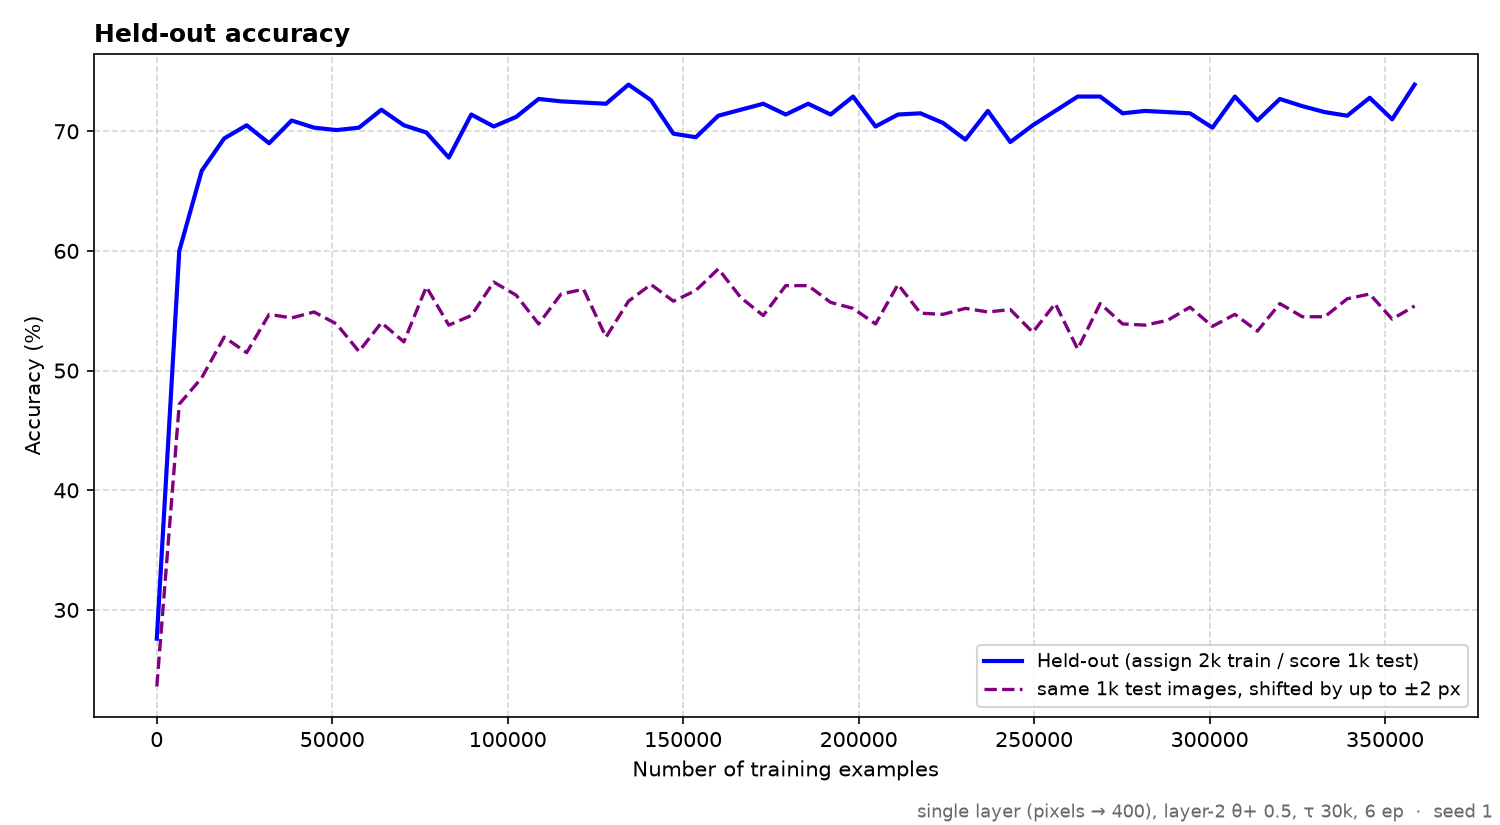 Held-out accuracy
Accuracy (%)
70
60
50
40
30
0 50000 100000 150000 200000 250000 300000 350000
Number of training examples
Held-out (assign 2k train / score 1k test)
same 1k test images, shifted by up to ±2 px
single layer (pixels → 400), layer-2 θ+ 0.5, τ 30k, 6 ep · seed 1